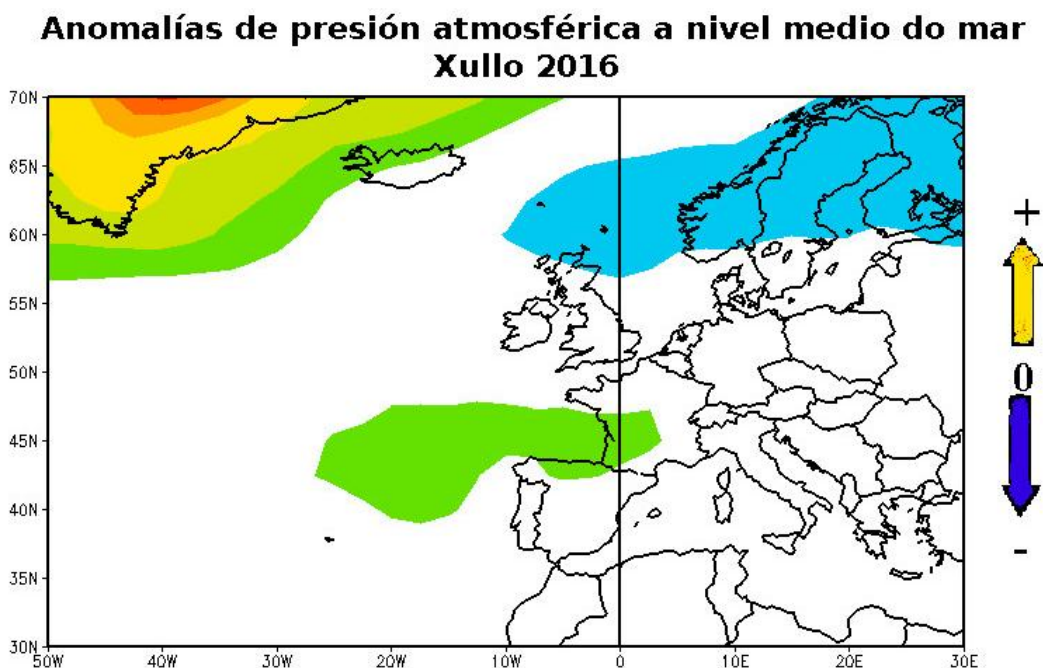 Anomalías de presión atmosférica a nivel medio do mar
Xullo 2016
70N
65N
60N
55N
50N
45N
40N
35N
30N
50W 40W 30W 20W 10W 0 10E 20E 30E
+
0
-